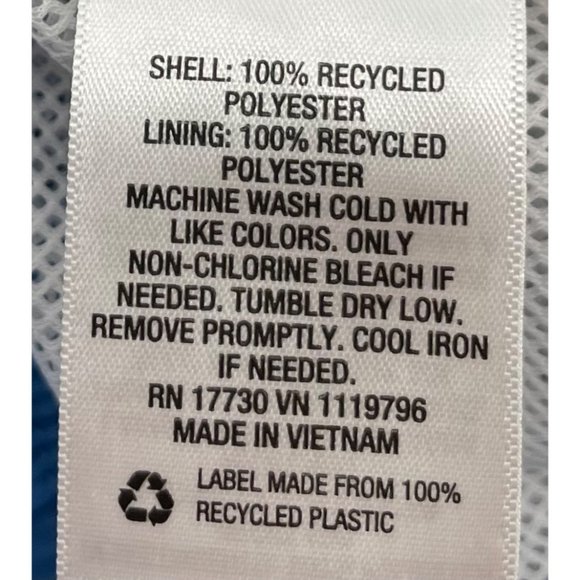 SHELL: 100% RECYCLED
POLYESTER
LINING: 100% RECYCLED
POLYESTER
MACHINE WASH COLD WITH
LIKE COLORS. ONLY
NON-CHLORINE BLEACH IF
NEEDED. TUMBLE DRY LOW.
REMOVE PROMPTLY. COOL IRON
IF NEEDED.
RN 17730 VN 1119796
MADE IN VIETNAM
LABEL MADE FROM 100%
RECYCLED PLASTIC